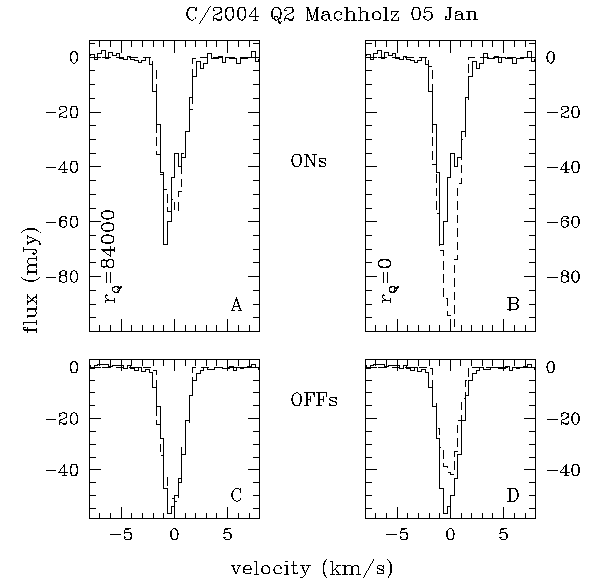 C/2004 Q2 Machholz 05 Jan
0
−20
−40
−60
−80
flux (mJy)
r_Q=84000
A
ONs
r_Q=0
B
0
−20
−40
−60
−80
0
−20
−40
C
OFFs
D
0
−20
−40
−5 0 5
−5 0 5
velocity (km/s)